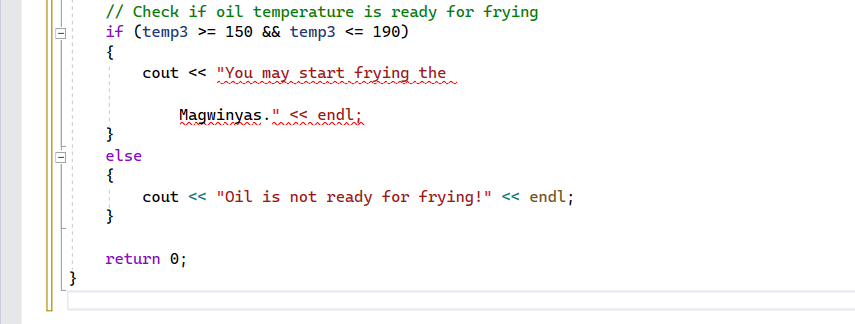 // Check if oil temperature is ready for frying
if (temp3 >= 150 && temp3 <= 190)
{
cout << "You may start frying the
Magwinyas." << endl;
}
else
{
cout << "Oil is not ready for frying!" << endl;
}
return 0;
}